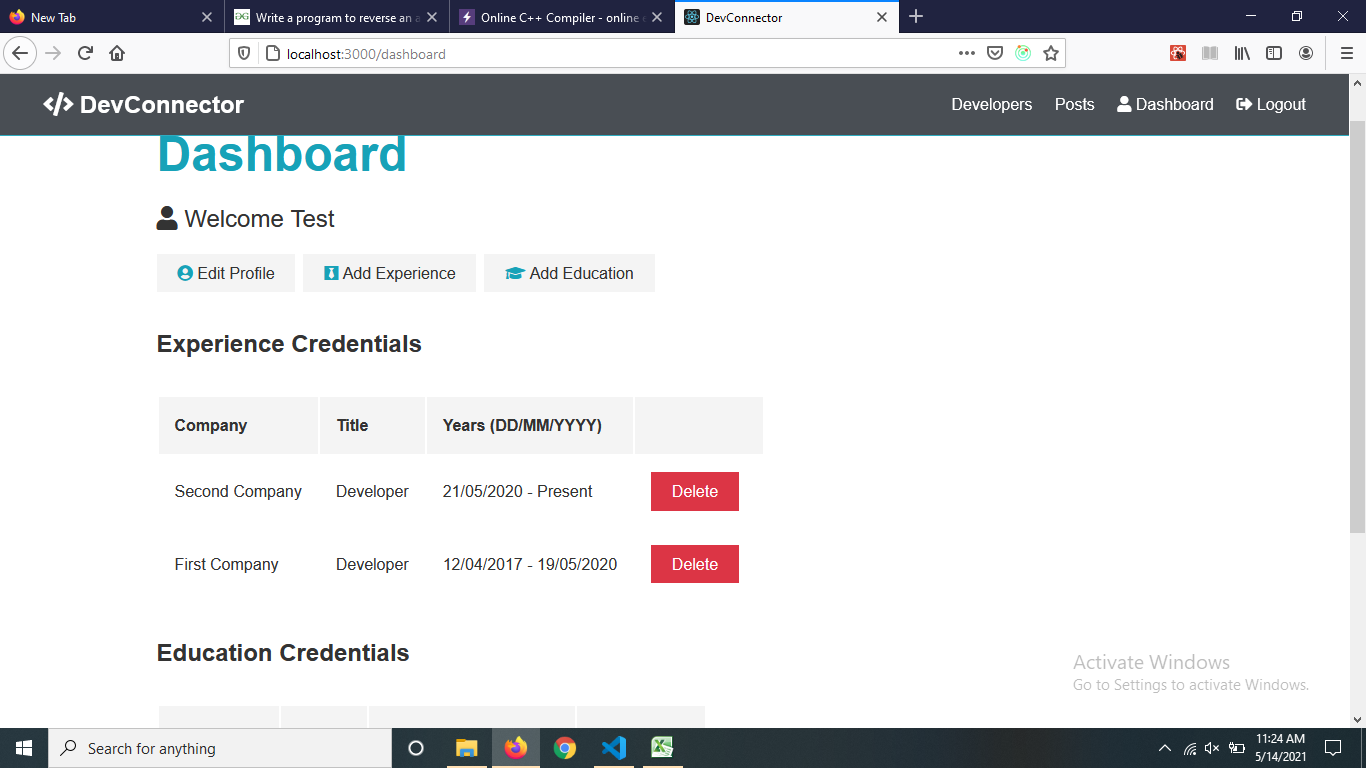 New Tab
Write a program to reverse an a
Online C++ Compiler - online e
DevConnector
localhost:3000/dashboard
DevConnector
Developers Posts Dashboard Logout
Dashboard
Welcome Test
Edit Profile Add Experience Add Education
Experience Credentials
Company Title Years (DD/MM/YYYY)
Second Company Developer 21/05/2020 - Present Delete
First Company Developer 12/04/2017 - 19/05/2020 Delete
Education Credentials
Activate Windows
Go to Settings to activate Windows.
Search for anything
11:24 AM
5/14/2021